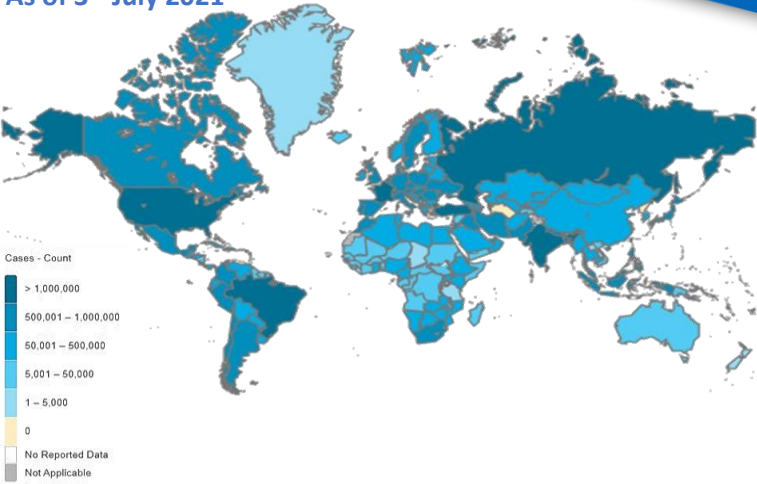 As of 5 July 2021
Cases - Count
> 1,000,000
500,001 – 1,000,000
50,001 – 500,000
5,001 – 50,000
1 – 5,000
0
No Reported Data
Not Applicable